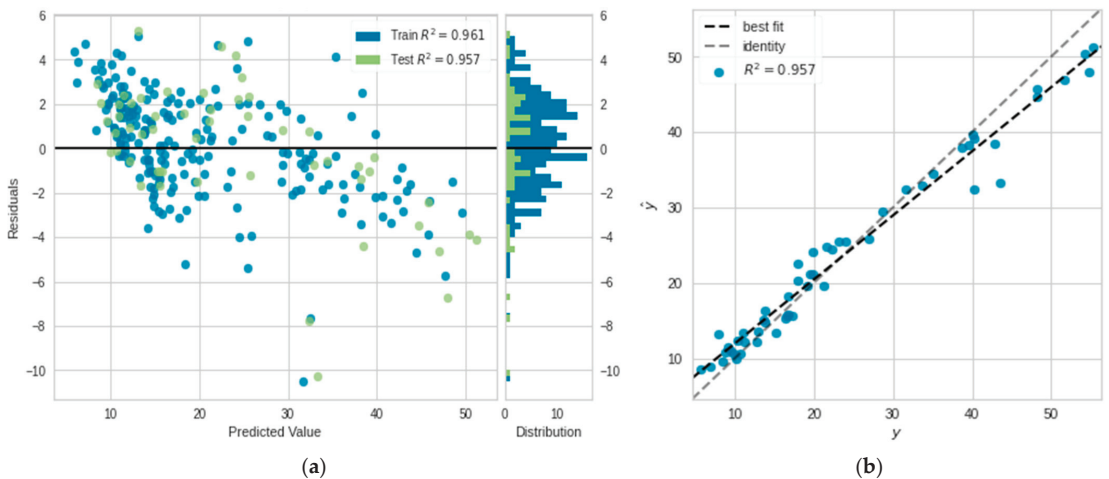 6
4
2
0
−2
−4
−6
−8
−10
Residuals
10
20
30
40
50
Predicted Value
Train R² = 0.961
Test R² = 0.957
6
4
2
0
−2
−4
−6
−8
−10
0
10
Distribution
(a)
50
40
30
20
10
ŷ
10
20
30
40
50
y
best fit
identity
R² = 0.957
(b)